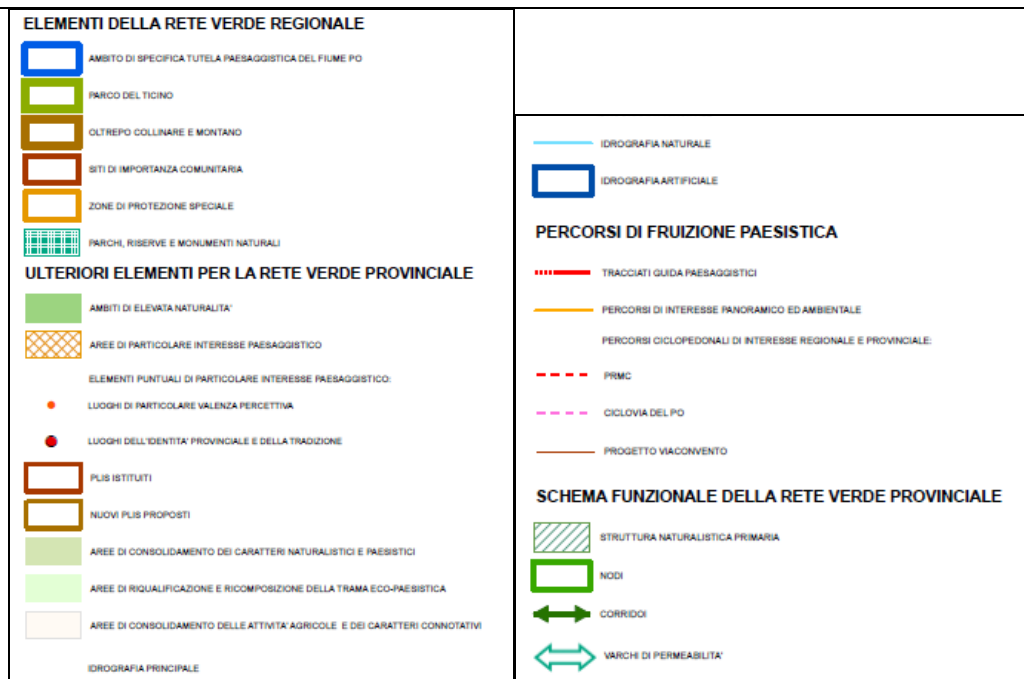 ELEMENTI DELLA RETE VERDE REGIONALE
AMBITO DI SPECIFICA TUTELA PAESAGGISTICA DEL FIUME PO
PARCO DEL TICINO
OLTREPO COLLINARE E MONTANO
SITI DI IMPORTANZA COMUNITARIA
ZONE DI PROTEZIONE SPECIALE
PARCHI, RISERVE E MONUMENTI NATURALI
ULTERIORI ELEMENTI PER LA RETE VERDE PROVINCIALE
AMBITI DI ELEVATA NATURALITA'
AREE DI PARTICOLARE INTERESSE PAESAGGISTICO
ELEMENTI PUNTUALI DI PARTICOLARE INTERESSE PAESAGGISTICO:
LUOGHI DI PARTICOLARE VALENZA PERCETTIVA
LUOGHI DELL'IDENTITA' PROVINCIALE E DELLA TRADIZIONE
PLIS ISTITUITI
NUOVI PLIS PROPOSTI
AREE DI CONSOLIDAMENTO DEI CARATTERI NATURALISTICI E PAESISTICI
AREE DI RIQUALIFICAZIONE E RICOMPOSIZIONE DELLA TRAMA ECO-PAESISTICA
AREE DI CONSOLIDAMENTO DELLE ATTIVITA' AGRICOLE E DEI CARATTERI CONNOTATIVI
IDROGRAFIA PRINCIPALE
IDROGRAFIA NATURALE
IDROGRAFIA ARTIFICIALE
PERCORSI DI FRUIZIONE PAESISTICA
TRACCIATI GUIDA PAESAGGISTICI
PERCORSI DI INTERESSE PANORAMICO ED AMBIENTALE
PERCORSI CICLOPEDONALI DI INTERESSE REGIONALE E PROVINCIALE:
PRMC
CICLOVIA DEL PO
PROGETTO VIACONVENTO
SCHEMA FUNZIONALE DELLA RETE VERDE PROVINCIALE
STRUTTURA NATURALISTICA PRIMARIA
NODI
CORRIDOI
VARCHI DI PERMEABILITA'